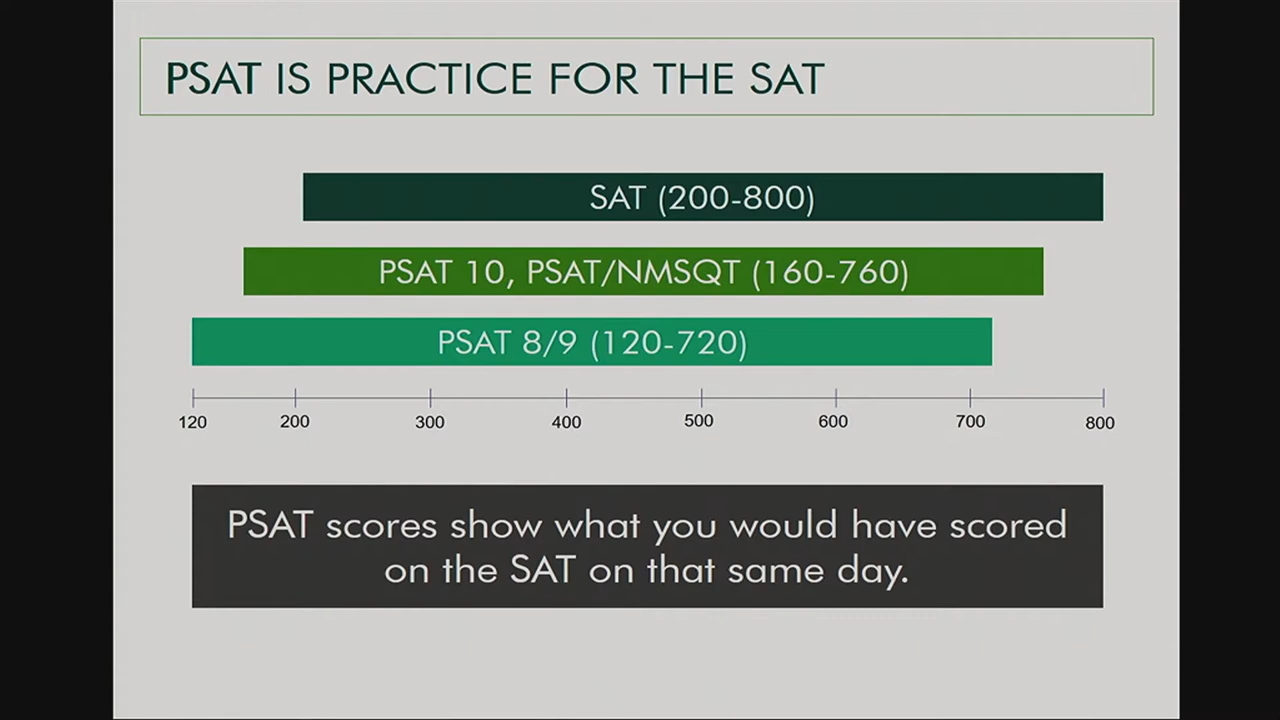 PSAT IS PRACTICE FOR THE SAT
SAT (200-800)
PSAT 10, PSAT/NMSQT (160-760)
PSAT 8/9 (120-720)
120 200 300 400 500 600 700 800
PSAT scores show what you would have scored
on the SAT on that same day.